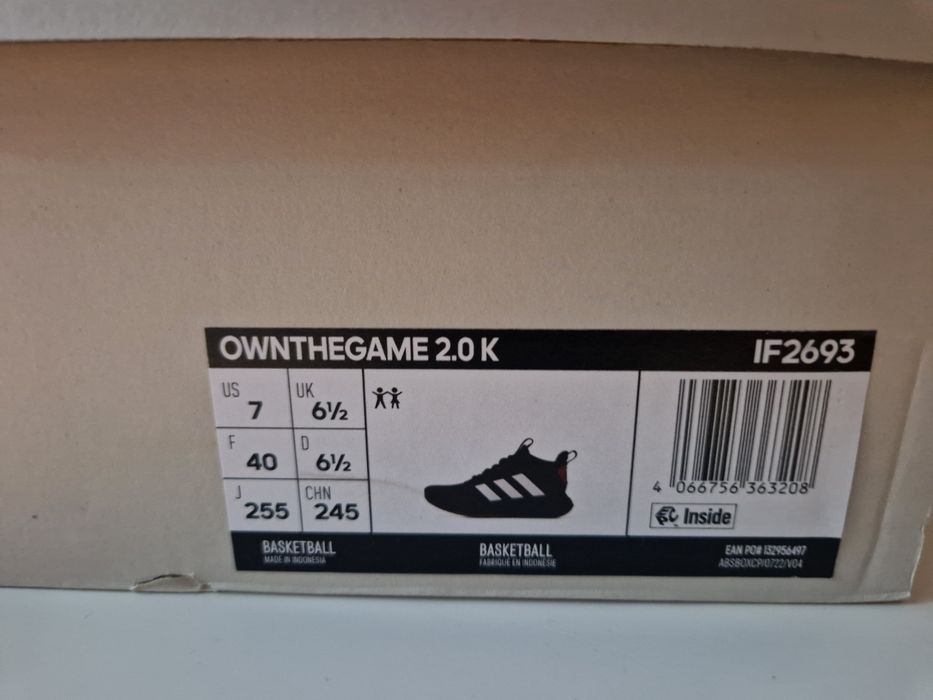 OWNTHEGAME 2.0 K IF2693
US 7 UK 6½
F 40 D 6½
J 255 CHN 245
4 066756 363208
Inside
BASKETBALL
MADE IN INDONESIA
BASKETBALL
FABRIQUÉ EN INDONÉSIE
EAN PO# 132956497
ABSBOXCP/0722/V04